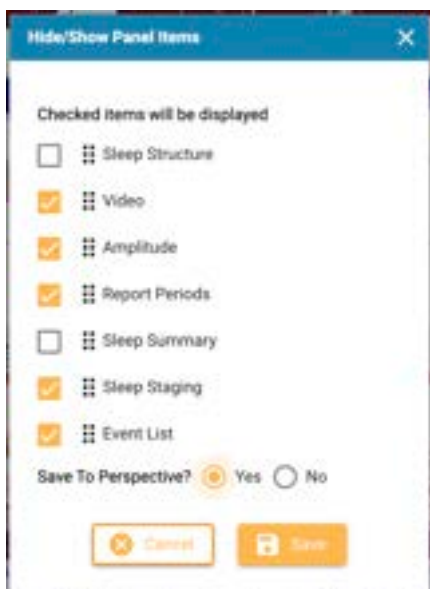 Hide/Show Panel Items
Checked items will be displayed
Sleep Structure
Video
Amplitude
Report Periods
Sleep Summary
Sleep Staging
Event List
Save To Perspective? Yes No
Cancel Save